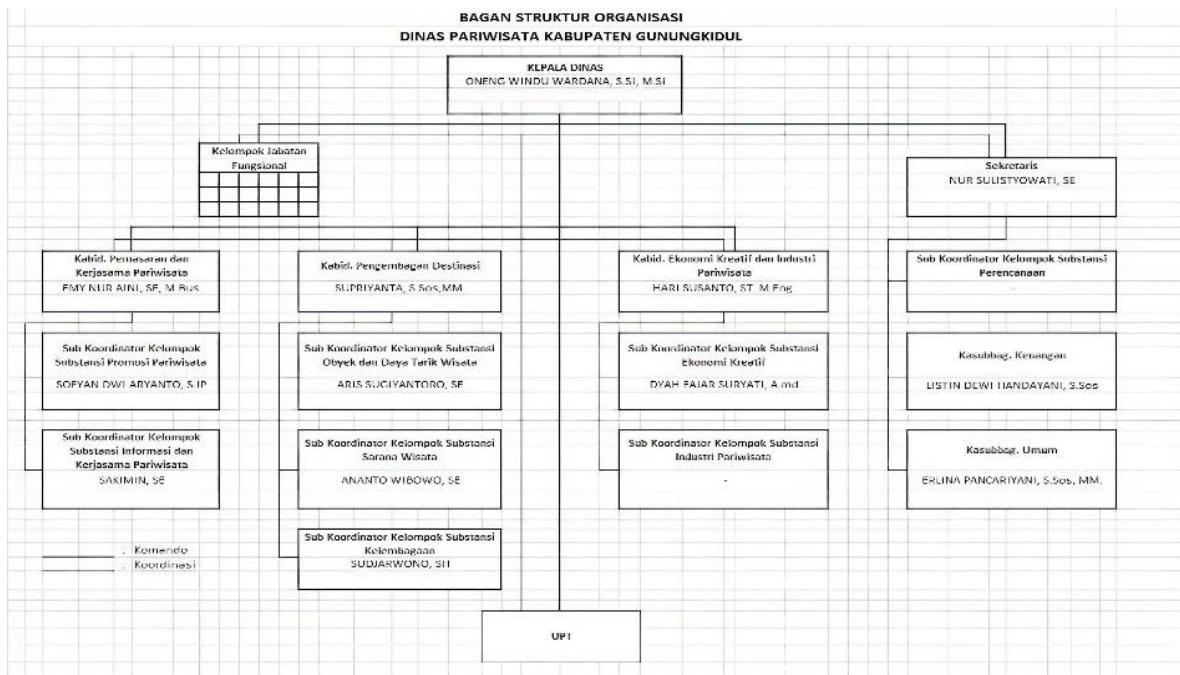 BAGAN STRUKTUR ORGANISASI
DINAS PARIWISATA KABUPATEN GUNUNGKIDUL
KEPALA DINAS
ONENG WINDU WARDANA, S.SI, M.SI
Kelompok Jabatan
Fungsional
Sekretaris
NUR SULISTYOWATI, SE
Kabid. Pemasaran dan
Kerjasama Pariwisata
EMY NUR AINI, SE, M.Bus
Kabid. Pengembagan Destinasi
SUPRIYANTA, S.Sos,MM
Kabid. Ekonomi Kreatif dan Industri
Pariwisata
HARI SUSANTO, ST. M.Eng
Sub Koordinator Kelompok Substansi
Perencanaan
-
Sub Koordinator Kelompok
Substansi Promosi Pariwisata
SOFYAN DWI ARYANTO, S.IP
Sub Koordinator Kelompok Substansi
Obyek dan Daya Tarik Wisata
ARIS SUGIYANTORO, SE
Sub Koordinator Kelompok Substansi
Ekonomi Kreatif
DYAH FAJAR SURYATI, A.md
Kasubbag. Keuangan
LISTIN DEWI HANDAYANI, S.Sos
Sub Koordinator Kelompok
Substansi Informasi dan
Kerjasama Pariwisata
SAKIMIN, SE
Sub Koordinator Kelompok Substansi
Sarana Wisata
ANANTO WIBOWO, SE
Sub Koordinator Kelompok Substansi
Industri Pariwisata
-
Kasubbag. Umum
ERLINA PANCARIYANI, S.Sos, MM.
Sub Koordinator Kelompok Substansi
Kelembagaan
SUDJARWONO, SH
: Komando
: Koordinasi
UPT